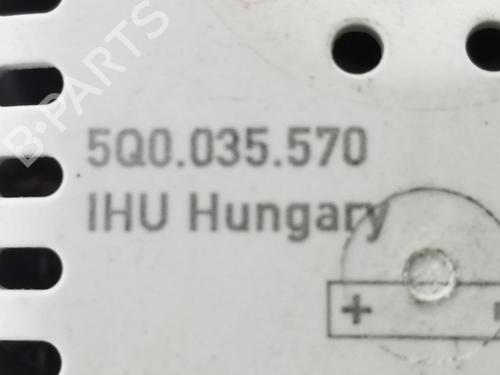 B-PARTS
5Q0.035.570
IHU Hungary
+